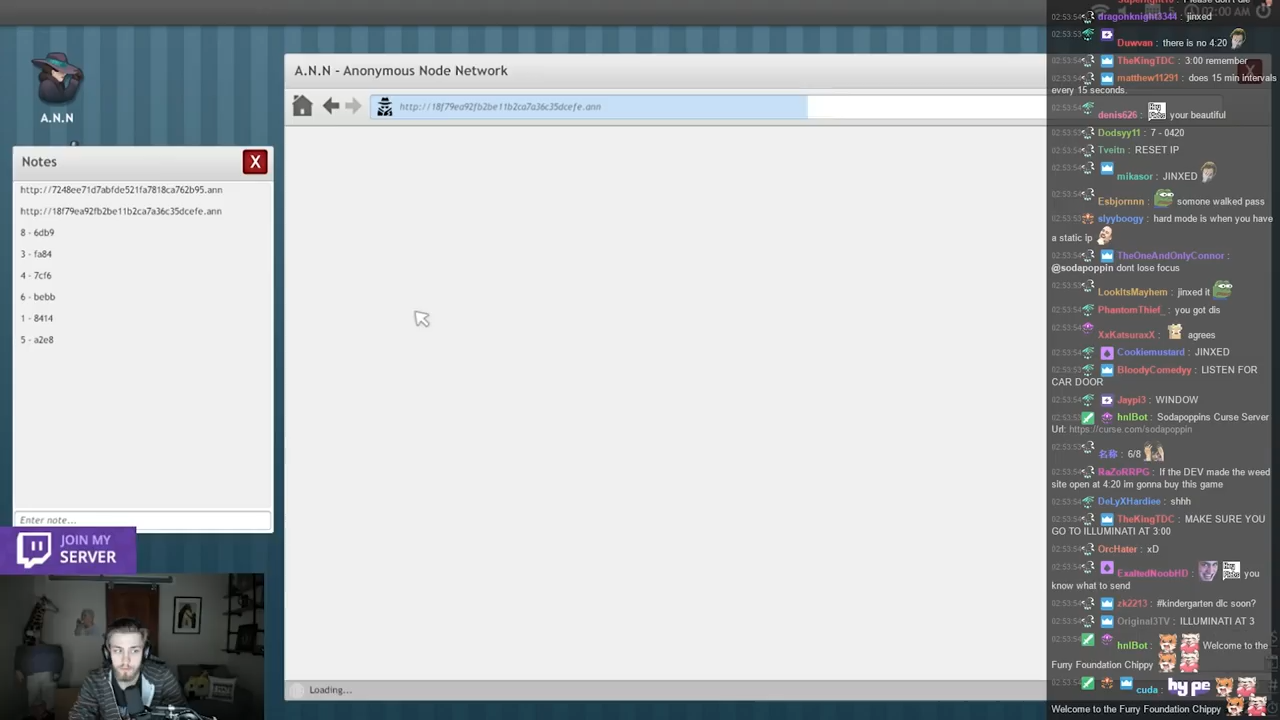 02:00 AM
A.N.N
A.N.N - Anonymous Node Network
http://18f79ea92fb2be11b2ca7a36c35dcefe.ann
Notes
X
http://7248ee71d7abfde521fa7818ca762b95.ann
http://18f79ea92fb2be11b2ca7a36c35dcefe.ann
8 - 6db9
3 - fa84
4 - 7cf6
6 - bebb
1 - 8414
5 - a2e8
Enter note...
JOIN MY
SERVER
Loading...
dragonknight3344 : jinxed
Duwvan : there is no 4:20
TheKingTDC : 3:00 remember
matthew11291 : does 15 min intervals
every 15 seconds.
denis626 : your beautiful
Dodsyy11 : 7 - 0420
Tveitn : RESET IP
mikasor : JINXED
Esbjornnn : somone walked pass
slyyboogy : hard mode is when you have
a static ip
TheOneAndOnlyConnor :
@sodapoppin dont lose focus
LookItsMayhem : jinxed it
PhantomThief_ : you got dis
XxKatsuraxX : agrees
Cookiemustard : JINXED
BloodyComedyy : LISTEN FOR
CAR DOOR
Jaypi3 : WINDOW
hnlBot : Sodapoppins Curse Server
Url: https://curse.com/sodapoppin
名称 : 6/8
RaZoRRPG : If the DEV made the weed
site open at 4:20 im gonna buy this game
DeLyXHardiee : shhh
TheKingTDC : MAKE SURE YOU
GO TO ILLUMINATI AT 3:00
OrcHater : xD
ExaltedNoobHD : you
know what to send
zk2213 : #kindergarten dlc soon?
Original3TV : ILLUMINATI AT 3
hnlBot : Welcome to the
Furry Foundation Chippy
cuda : hype
Welcome to the Furry Foundation Chippy